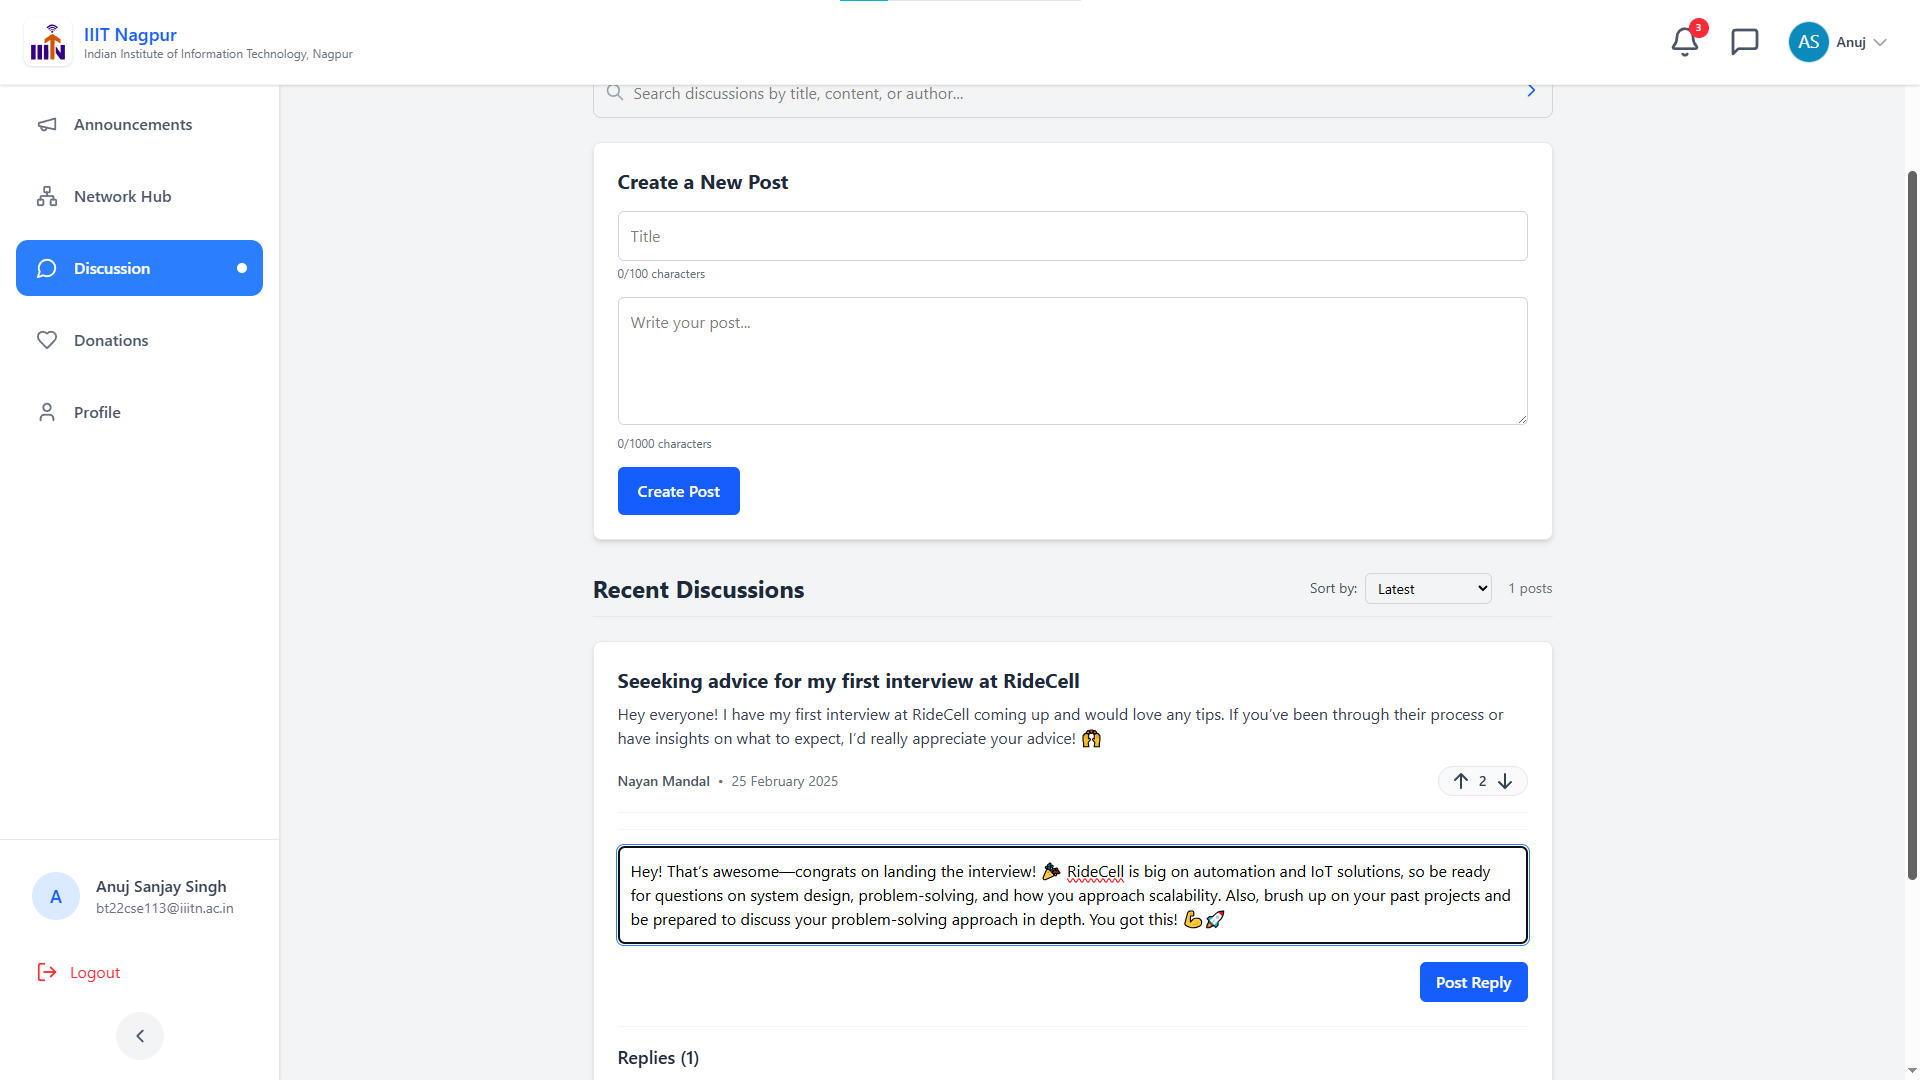 IIIT Nagpur
Indian Institute of Information Technology, Nagpur
3
AS
Anuj
Announcements
Network Hub
Discussion
Donations
Profile
A
Anuj Sanjay Singh
bt22cse113@iiitn.ac.in
Logout
Search discussions by title, content, or author...
Create a New Post
Title
0/100 characters
Write your post...
0/1000 characters
Create Post
Recent Discussions
Sort by:
Latest
1 posts
Seeeking advice for my first interview at RideCell
Hey everyone! I have my first interview at RideCell coming up and would love any tips. If you’ve been through their process or
have insights on what to expect, I’d really appreciate your advice! 🙌
Nayan Mandal • 25 February 2025
2
Hey! That’s awesome—congrats on landing the interview! 🎉 RideCell is big on automation and IoT solutions, so be ready
for questions on system design, problem-solving, and how you approach scalability. Also, brush up on your past projects and
be prepared to discuss your problem-solving approach in depth. You got this! 💪🚀
Post Reply
Replies (1)